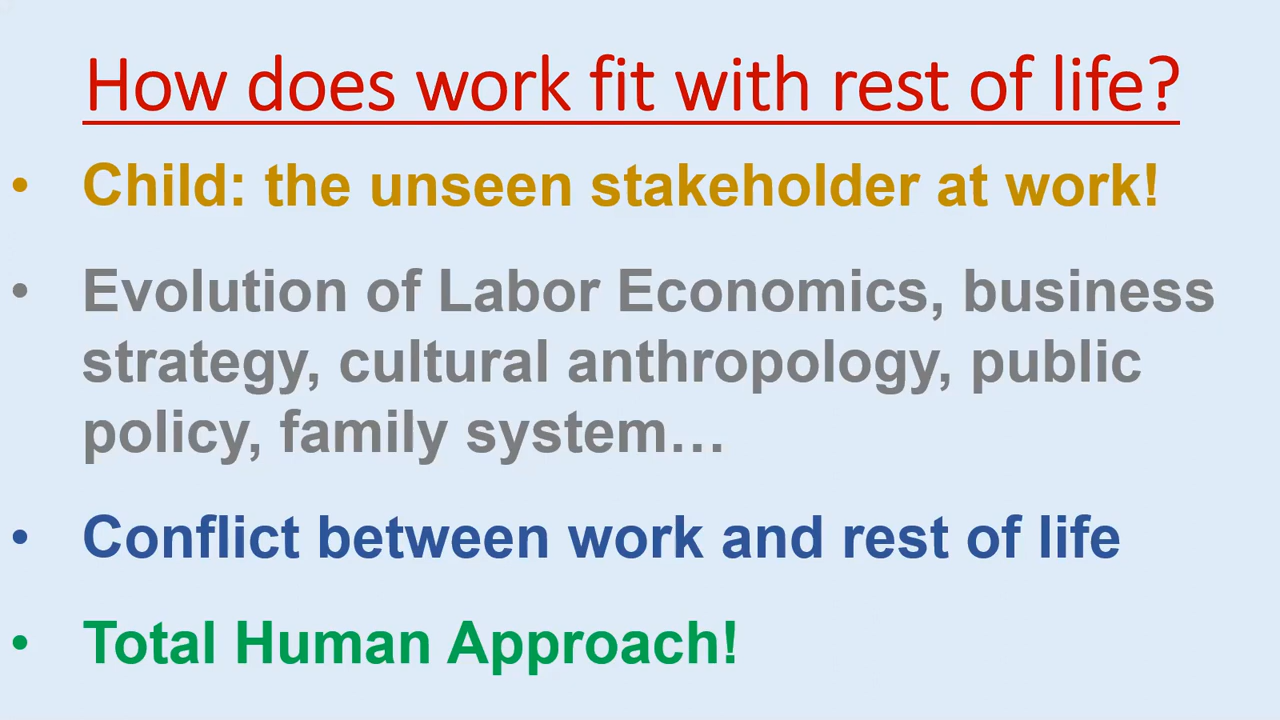 How does work fit with rest of life?
• Child: the unseen stakeholder at work!
• Evolution of Labor Economics, business
strategy, cultural anthropology, public
policy, family system…
• Conflict between work and rest of life
• Total Human Approach!